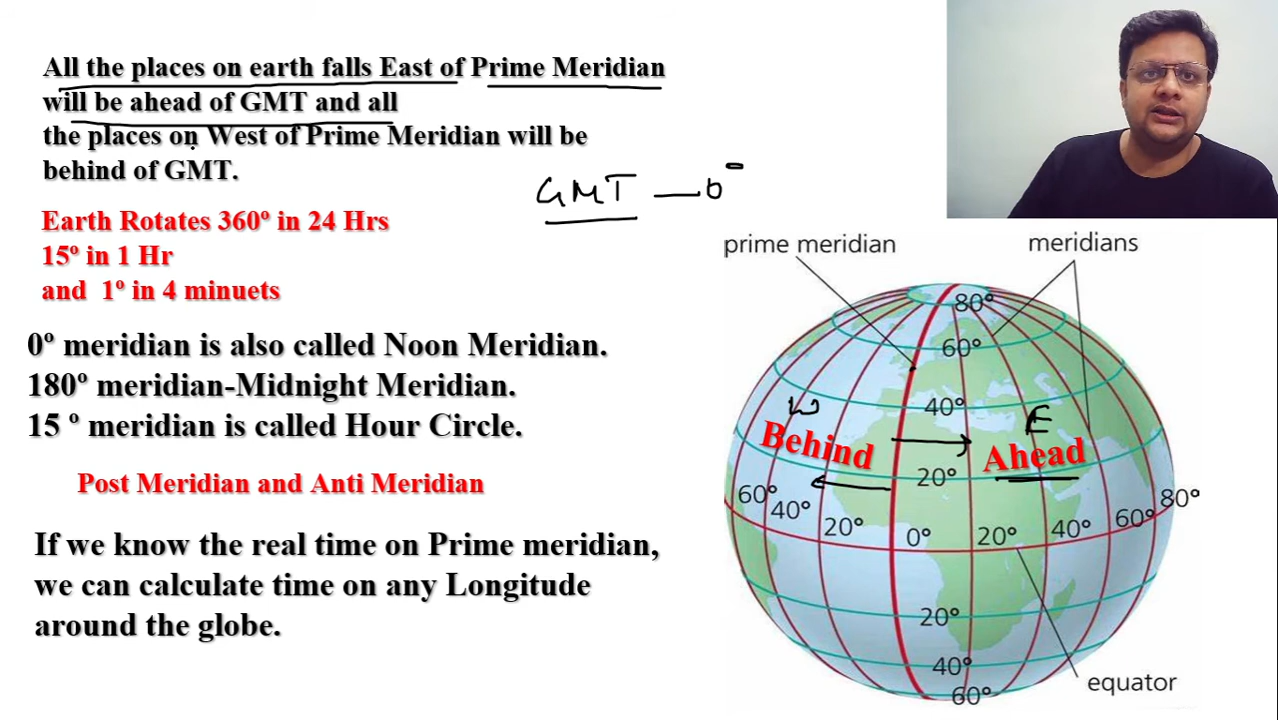 All the places on earth falls East of Prime Meridian
will be ahead of GMT and all
the places on West of Prime Meridian will be
behind of GMT.
GMT — 0°
Earth Rotates 360º in 24 Hrs
15º in 1 Hr
and 1º in 4 minuets
0º meridian is also called Noon Meridian.
180º meridian-Midnight Meridian.
15 º meridian is called Hour Circle.
Post Meridian and Anti Meridian
If we know the real time on Prime meridian,
we can calculate time on any Longitude
around the globe.
prime meridian
meridians
80°
60°
40°
W
E
Behind
Ahead
20°
60°
40°
20°
0°
20°
40°
60°
80°
20°
40°
60°
equator